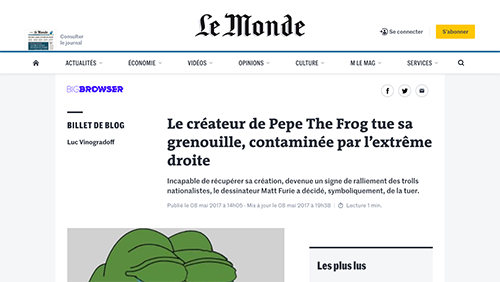 Le Monde
Consulter
le journal
Se connecter
S'abonner
ACTUALITÉS
ÉCONOMIE
VIDÉOS
OPINIONS
CULTURE
M LE MAG
SERVICES
BIGBROWSER
BILLET DE BLOG
Luc Vinogradoff
Le créateur de Pepe The Frog tue sa
grenouille, contaminée par l'extrême
droite
Incapable de récupérer sa création, devenue un signe de ralliement des trolls
nationalistes, le dessinateur Matt Furie a décidé, symboliquement, de la tuer.
Publié le 08 mai 2017 à 14h05 - Mis à jour le 08 mai 2017 à 19h38 | Lecture 1 min.
Les plus lus